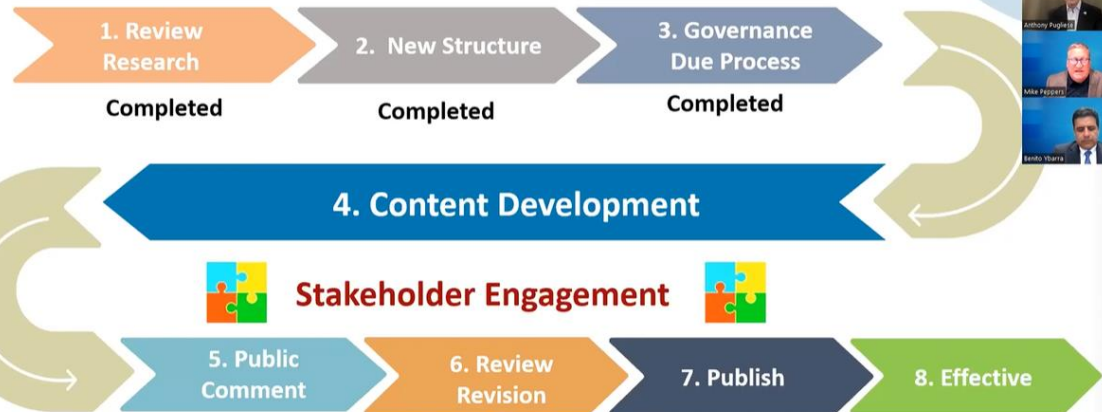 1. Review
Research
2. New Structure
3. Governance
Due Process
Completed
Completed
Completed
Anthony Pugliese
Mike Peppers
Benito Ybarra
4. Content Development
Stakeholder Engagement
5. Public
Comment
6. Review
Revision
7. Publish
8. Effective